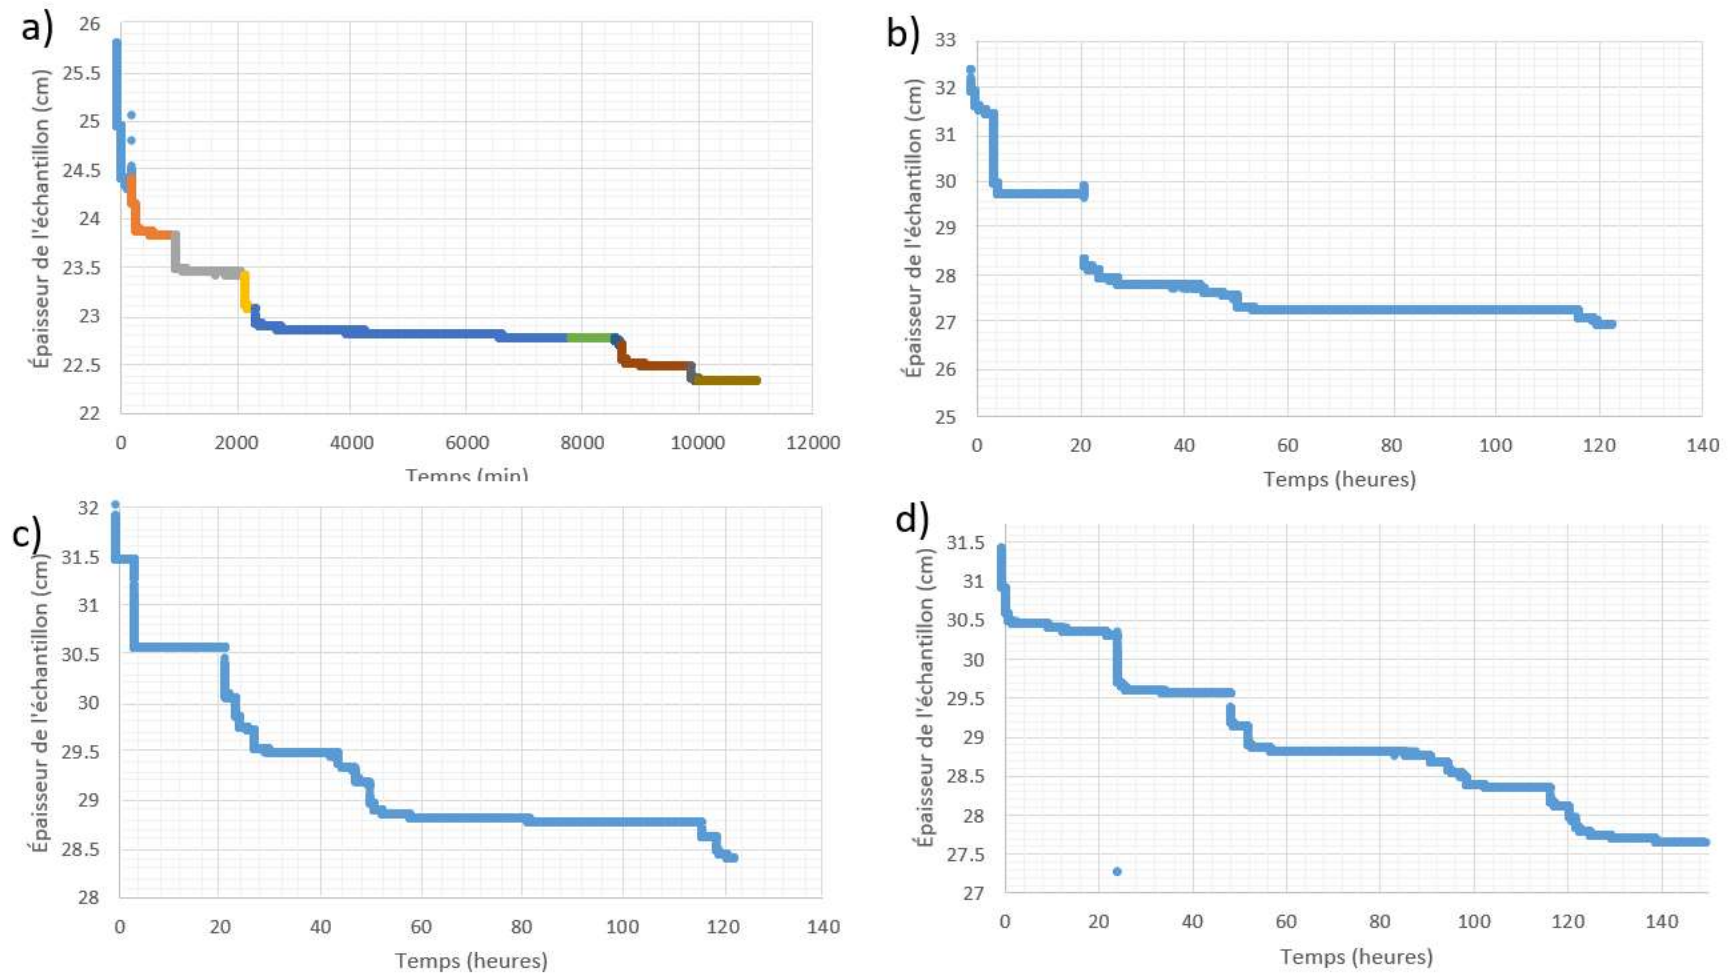 a)
26
25.5
25
24.5
24
23.5
23
22.5
22
Épaisseur de l'échantillon (cm)
0 2000 4000 6000 8000 10000 12000
Temps (min)
b)
33
32
31
30
29
28
27
26
25
Épaisseur de l'échantillon (cm)
0 20 40 60 80 100 120 140
Temps (heures)
c)
32
31.5
31
30.5
30
29.5
29
28.5
28
Épaisseur de l'échantillon (cm)
0 20 40 60 80 100 120 140
Temps (heures)
d)
31.5
31
30.5
30
29.5
29
28.5
28
27.5
27
Épaisseur de l'échantillon (cm)
0 20 40 60 80 100 120 140
Temps (heures)